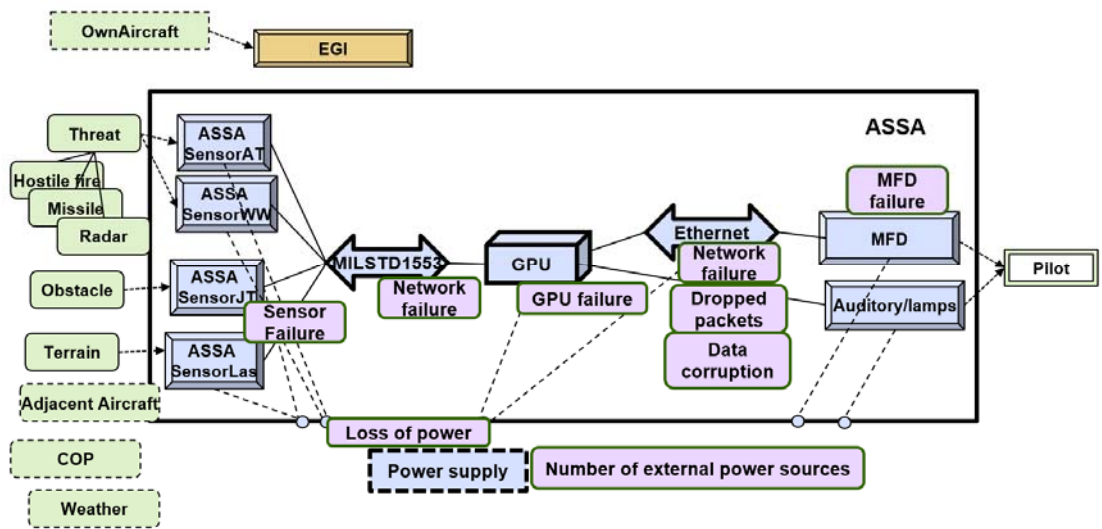 OwnAircraft
EGI
ASSA
Threat
Hostile fire
Missile
Radar
Obstacle
Terrain
Adjacent Aircraft
COP
Weather
ASSA
SensorAT
ASSA
SensorWW
ASSA
SensorJT
ASSA
SensorLas
Sensor
Failure
MILSTD1553
Network
failure
GPU
GPU failure
Ethernet
Network
failure
Dropped
packets
Data
corruption
MFD
failure
MFD
Auditory/lamps
Pilot
Loss of power
Power supply
Number of external power sources